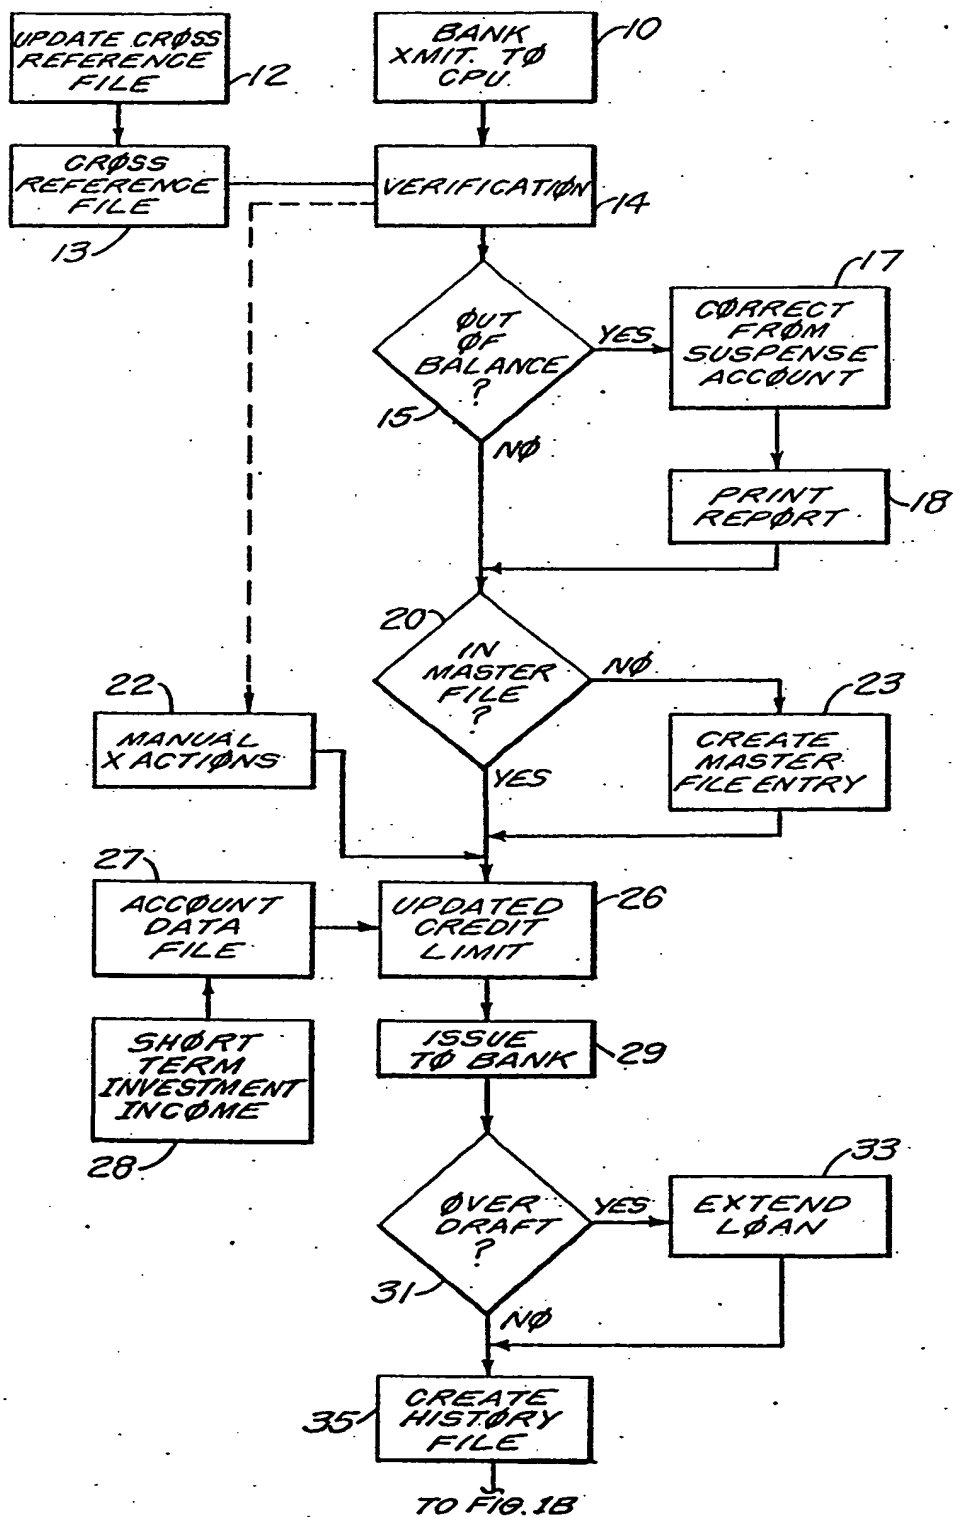 UPDATE CRØSS
REFERENCE
FILE
12
BANK
XMIT. TØ
CPU.
10
CRØSS
REFERENCE
FILE
13
VERIFICATIØN
14
ØUT
ØF
BALANCE
?
15
YES
NØ
17
CØRRECT
FRØM
SUSPENSE
ACCØUNT
PRINT
REPØRT
18
20
IN
MASTER
FILE
?
NØ
YES
22
MANUAL
X ACTIØNS
23
CREATE
MASTER
FILE ENTRY
27
ACCØUNT
DATA
FILE
UPDATED
CREDIT
LIMIT
26
SHØRT
TERM
INVESTMENT
INCØME
28
ISSUE
TØ BANK
29
ØVER
DRAFT
?
31
YES
NØ
33
EXTEND
LØAN
35
CREATE
HISTØRY
FILE
TØ FIG. 1B